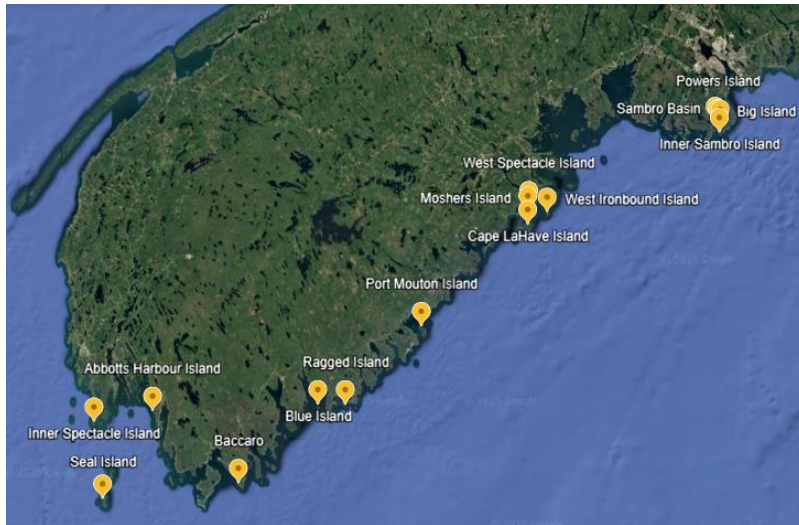 Powers Island
Sambro Basin
Big Island
Inner Sambro Island
West Spectacle Island
Moshers Island
West Ironbound Island
Cape LaHave Island
Port Mouton Island
Ragged Island
Abbotts Harbour Island
Blue Island
Inner Spectacle Island
Baccaro
Seal Island